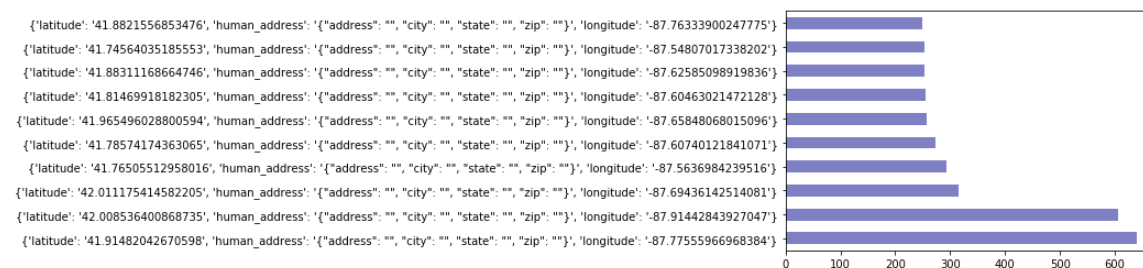 {'latitude': '41.8821556853476', 'human_address': '{"address": "", "city": "", "state": "", "zip": ""}', 'longitude': '-87.76333900247775'}
{'latitude': '41.74564035185553', 'human_address': '{"address": "", "city": "", "state": "", "zip": ""}', 'longitude': '-87.54807017338202'}
{'latitude': '41.88311168664746', 'human_address': '{"address": "", "city": "", "state": "", "zip": ""}', 'longitude': '-87.62585098919836'}
{'latitude': '41.81469918182305', 'human_address': '{"address": "", "city": "", "state": "", "zip": ""}', 'longitude': '-87.60463021472128'}
{'latitude': '41.965496028800594', 'human_address': '{"address": "", "city": "", "state": "", "zip": ""}', 'longitude': '-87.65848068015096'}
{'latitude': '41.78574174363065', 'human_address': '{"address": "", "city": "", "state": "", "zip": ""}', 'longitude': '-87.60740121841071'}
{'latitude': '41.76505512958016', 'human_address': '{"address": "", "city": "", "state": "", "zip": ""}', 'longitude': '-87.5636984239516'}
{'latitude': '42.011175414582205', 'human_address': '{"address": "", "city": "", "state": "", "zip": ""}', 'longitude': '-87.69436142514081'}
{'latitude': '42.008536400868735', 'human_address': '{"address": "", "city": "", "state": "", "zip": ""}', 'longitude': '-87.91442843927047'}
{'latitude': '41.91482042670598', 'human_address': '{"address": "", "city": "", "state": "", "zip": ""}', 'longitude': '-87.77555966968384'}
0 100 200 300 400 500 600